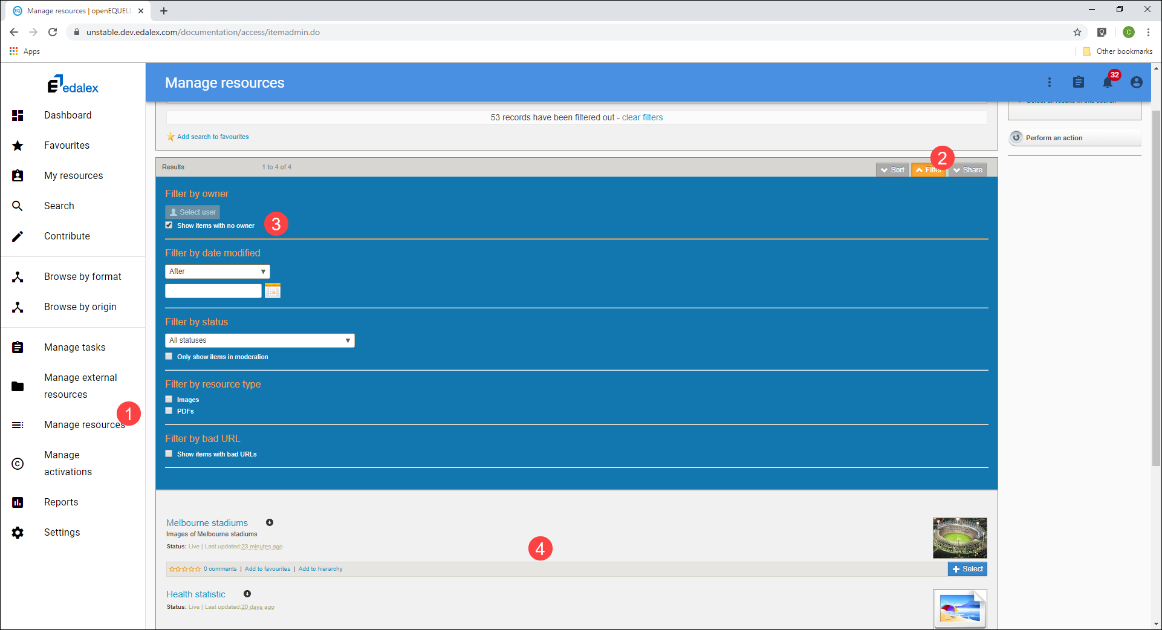 Manage resources | openEQUEL
unstable.dev.edalex.com/documentation/access/itemadmin.do
C
Apps
Other bookmarks
edalex
Manage resources
32
Dashboard
Favourites
My resources
Search
Contribute
Browse by format
Browse by origin
Manage tasks
Manage external
resources
Manage resources
1
Manage
activations
Reports
Settings
53 records have been filtered out - clear filters
Add search to favourites
Perform an action
Results
1 to 4 of 4
Sort
Filter
Share
2
Filter by owner
Select user
Show items with no owner
3
Filter by date modified
After
Filter by status
All statuses
Only show items in moderation
Filter by resource type
Images
PDFs
Filter by bad URL
Show items with bad URLs
Melbourne stadiums
Images of Melbourne stadiums
Status: Live | Last updated: 23 minutes ago
4
0 comments | Add to favourites | Add to hierarchy
Select
Health statistic
Status: Live | Last updated: 20 days ago